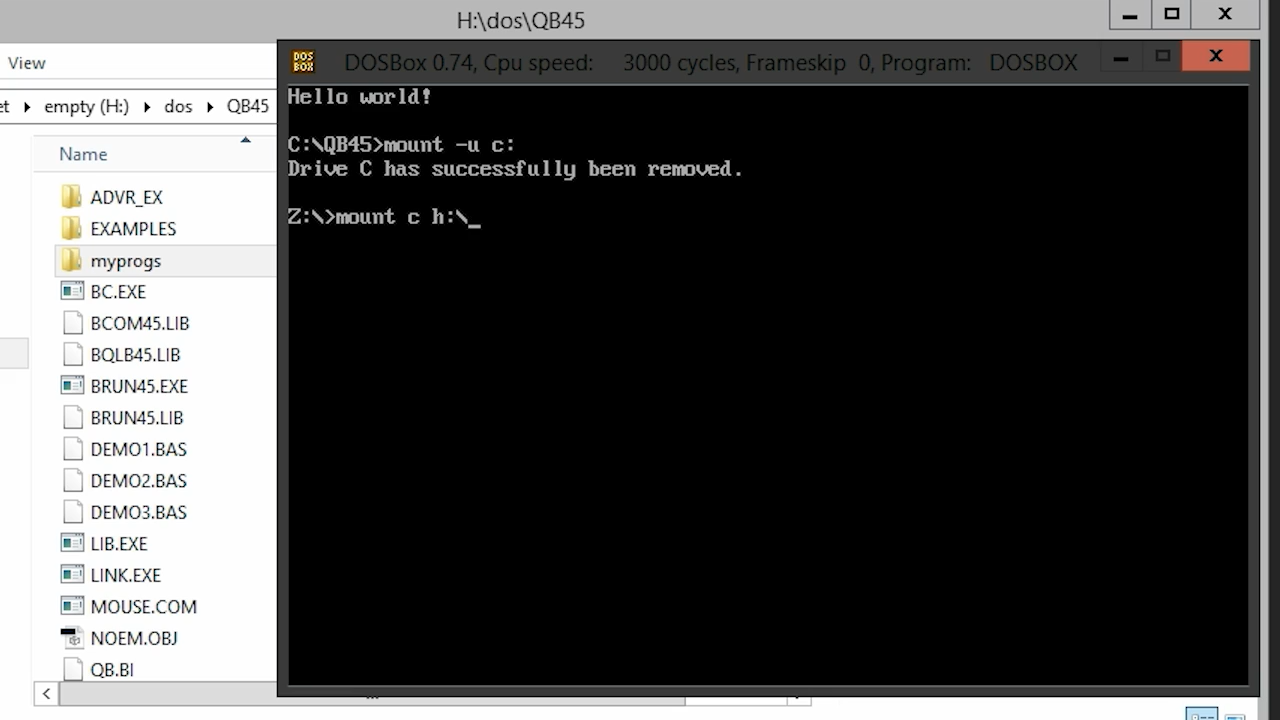 H:\dos\QB45
View
et empty (H:) dos QB45
Name
ADVR_EX
EXAMPLES
myprogs
BC.EXE
BCOM45.LIB
BQLB45.LIB
BRUN45.EXE
BRUN45.LIB
DEMO1.BAS
DEMO2.BAS
DEMO3.BAS
LIB.EXE
LINK.EXE
MOUSE.COM
NOEM.OBJ
QB.BI
DOS BOX
DOSBox 0.74, Cpu speed: 3000 cycles, Frameskip 0, Program: DOSBOX
Hello world!
C:\QB45>mount -u c:
Drive C has successfully been removed.
Z:\>mount c h:\_